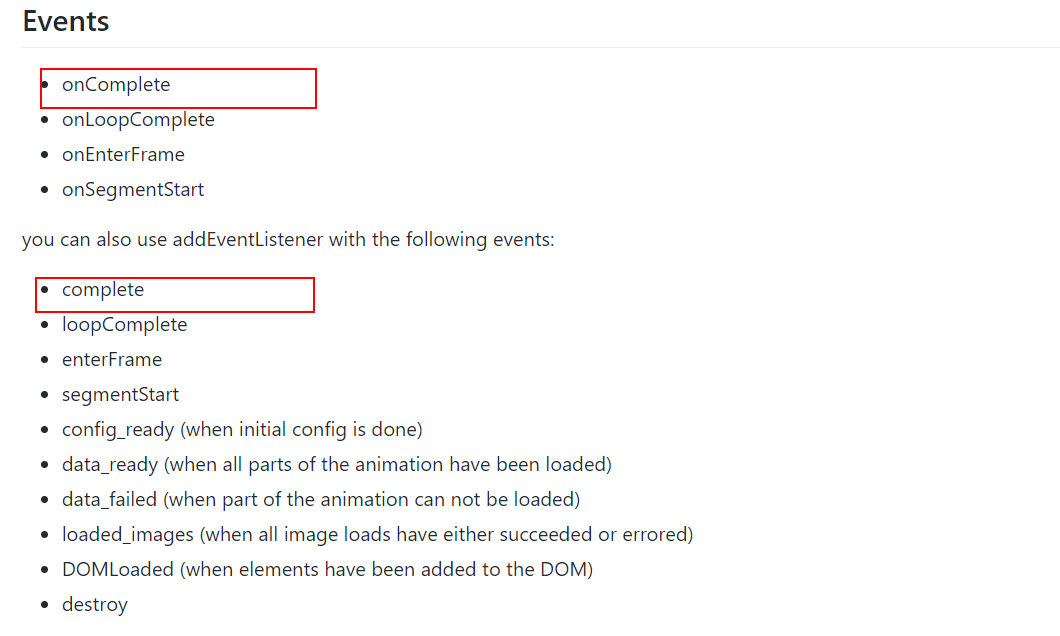 Events
onComplete
onLoopComplete
onEnterFrame
onSegmentStart
you can also use addEventListener with the following events:
complete
loopComplete
enterFrame
segmentStart
config_ready (when initial config is done)
data_ready (when all parts of the animation have been loaded)
data_failed (when part of the animation can not be loaded)
loaded_images (when all image loads have either succeeded or errored)
DOMLoaded (when elements have been added to the DOM)
destroy